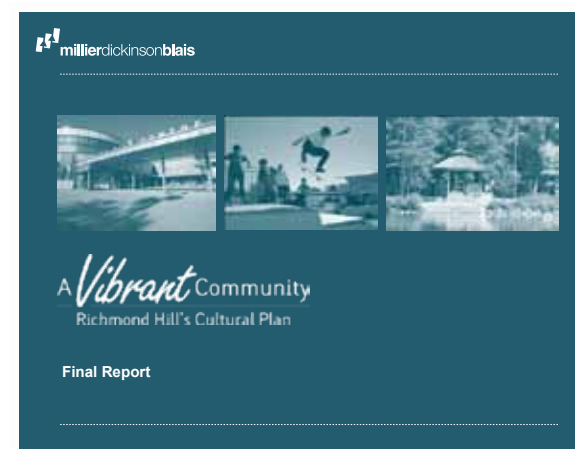 millierdickinsonblais
A Vibrant Community
Richmond Hill's Cultural Plan
Final Report